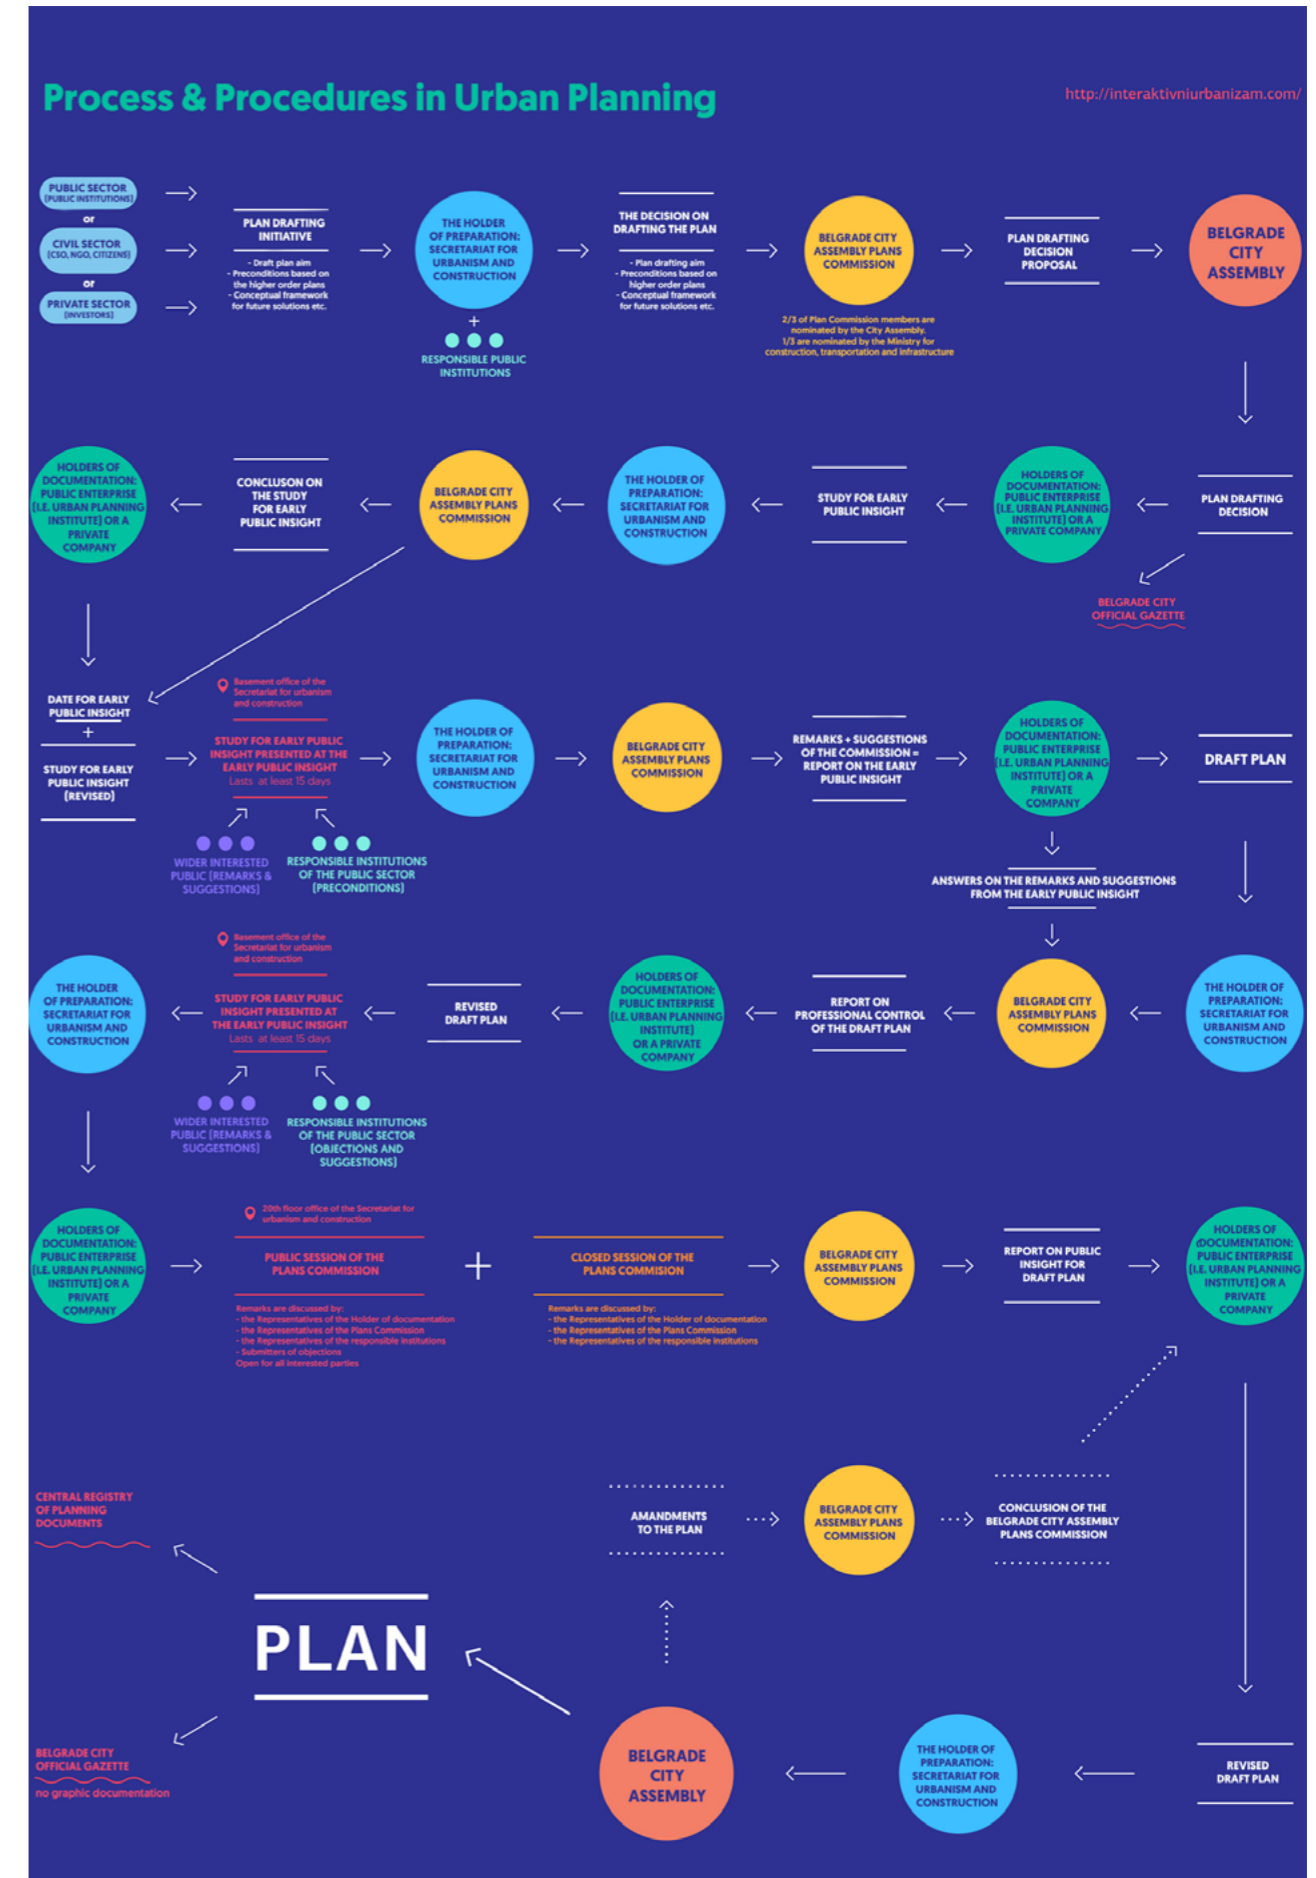 Process & Procedures in Urban Planning
http://interaktivniurbanizam.com/
PUBLIC SECTOR
(PUBLIC INSTITUTIONS)
or
CIVIL SECTOR
(CSO, NGO, CITIZENS)
or
PRIVATE SECTOR
(INVESTORS)
PLAN DRAFTING
INITIATIVE
- Draft plan aim
- Preconditions based on
the higher order plans
- Conceptual framework
for future solutions etc.
THE HOLDER
OF PREPARATION:
SECRETARIAT FOR
URBANISM AND
CONSTRUCTION
+
RESPONSIBLE PUBLIC
INSTITUTIONS
THE DECISION ON
DRAFTING THE PLAN
- Plan drafting aim
- Preconditions based on
higher order plans
- Conceptual framework
for future solutions etc.
BELGRADE CITY
ASSEMBLY PLANS
COMMISSION
2/3 of Plan Commission members are
nominated by the City Assembly.
1/3 are nominated by the Ministry for
construction, transportation and infrastructure
PLAN DRAFTING
DECISION
PROPOSAL
BELGRADE
CITY
ASSEMBLY
HOLDERS OF
DOCUMENTATION:
PUBLIC ENTERPRISE
(I.E. URBAN PLANNING
INSTITUTE) OR A
PRIVATE
COMPANY
CONCLUSON ON
THE STUDY
FOR EARLY
PUBLIC INSIGHT
BELGRADE CITY
ASSEMBLY PLANS
COMMISSION
THE HOLDER OF
PREPARATION:
SECRETARIAT FOR
URBANISM AND
CONSTRUCTION
STUDY FOR EARLY
PUBLIC INSIGHT
HOLDERS OF
DOCUMENTATION:
PUBLIC ENTERPRISE
(I.E. URBAN PLANNING
INSTITUTE) OR A
PRIVATE COMPANY
PLAN DRAFTING
DECISION
BELGRADE CITY
OFFICIAL GAZETTE
DATE FOR EARLY
PUBLIC INSIGHT
+
STUDY FOR EARLY
PUBLIC INSIGHT
(REVISED)
Basement office of the
Secretariat for urbanism
and construction
STUDY FOR EARLY PUBLIC
INSIGHT PRESENTED AT THE
EARLY PUBLIC INSIGHT
Lasts at least 15 days
WIDER INTERESTED
PUBLIC (REMARKS &
SUGGESTIONS)
RESPONSIBLE INSTITUTIONS
OF THE PUBLIC SECTOR
(PRECONDITIONS)
THE HOLDER OF
PREPARATION:
SECRETARIAT FOR
URBANISM AND
CONSTRUCTION
BELGRADE CITY
ASSEMBLY PLANS
COMMISSION
REMARKS + SUGGESTIONS
OF THE COMMISSION =
REPORT ON THE EARLY
PUBLIC INSIGHT
HOLDERS OF
DOCUMENTATION:
PUBLIC ENTERPRISE
(I.E. URBAN PLANNING
INSTITUTE) OR A
PRIVATE
COMPANY
DRAFT PLAN
ANSWERS ON THE REMARKS AND SUGGESTIONS
FROM THE EARLY PUBLIC INSIGHT
THE HOLDER
OF PREPARATION:
SECRETARIAT FOR
URBANISM AND
CONSTRUCTION
Basement office of the
Secretariat for urbanism
and construction
STUDY FOR EARLY PUBLIC
INSIGHT PRESENTED AT
THE EARLY PUBLIC INSIGHT
Lasts at least 15 days
WIDER INTERESTED
PUBLIC (REMARKS &
SUGGESTIONS)
RESPONSIBLE INSTITUTIONS
OF THE PUBLIC SECTOR
(OBJECTIONS AND
SUGGESTIONS)
REVISED
DRAFT PLAN
HOLDERS OF
DOCUMENTATION:
PUBLIC ENTERPRISE
(I.E. URBAN PLANNING
INSTITUTE)
OR A PRIVATE
COMPANY
REPORT ON
PROFESSIONAL CONTROL
OF THE DRAFT PLAN
BELGRADE CITY
ASSEMBLY PLANS
COMMISSION
THE HOLDER OF
PREPARATION:
SECRETARIAT FOR
URBANISM AND
CONSTRUCTION
HOLDERS OF
DOCUMENTATION:
PUBLIC ENTERPRISE
(I.E. URBAN PLANNING
INSTITUTE) OR A
PRIVATE
COMPANY
20th floor office of the Secretariat for
urbanism and construction
PUBLIC SESSION OF THE
PLANS COMMISSION
Remarks are discussed by:
- the Representatives of the Holder of documentation
- the Representatives of the Plans Commission
- the Representatives of the responsible institutions
- Submitters of objections
Open for all interested parties
+
CLOSED SESSION OF THE
PLANS COMMISION
Remarks are discussed by:
- the Representatives of the Holder of documentation
- the Representatives of the Plans Commission
- the Representatives of the responsible institutions
BELGRADE CITY
ASSEMBLY PLANS
COMMISSION
REPORT ON PUBLIC
INSIGHT FOR
DRAFT PLAN
HOLDERS OF
(DOCUMENTATION:
PUBLIC ENTERPRISE
(I.E. URBAN PLANNING
INSTITUTE) OR A
PRIVATE
COMPANY
CENTRAL REGISTRY
OF PLANNING
DOCUMENTS
AMANDMENTS
TO THE PLAN
BELGRADE CITY
ASSEMBLY PLANS
COMMISSION
CONCLUSION OF THE
BELGRADE CITY ASSEMBLY
PLANS COMMISSION
PLAN
BELGRADE CITY
OFFICIAL GAZETTE
no graphic documentation
BELGRADE
CITY
ASSEMBLY
THE HOLDER OF
PREPARATION:
SECRETARIAT FOR
URBANISM AND
CONSTRUCTION
REVISED
DRAFT PLAN